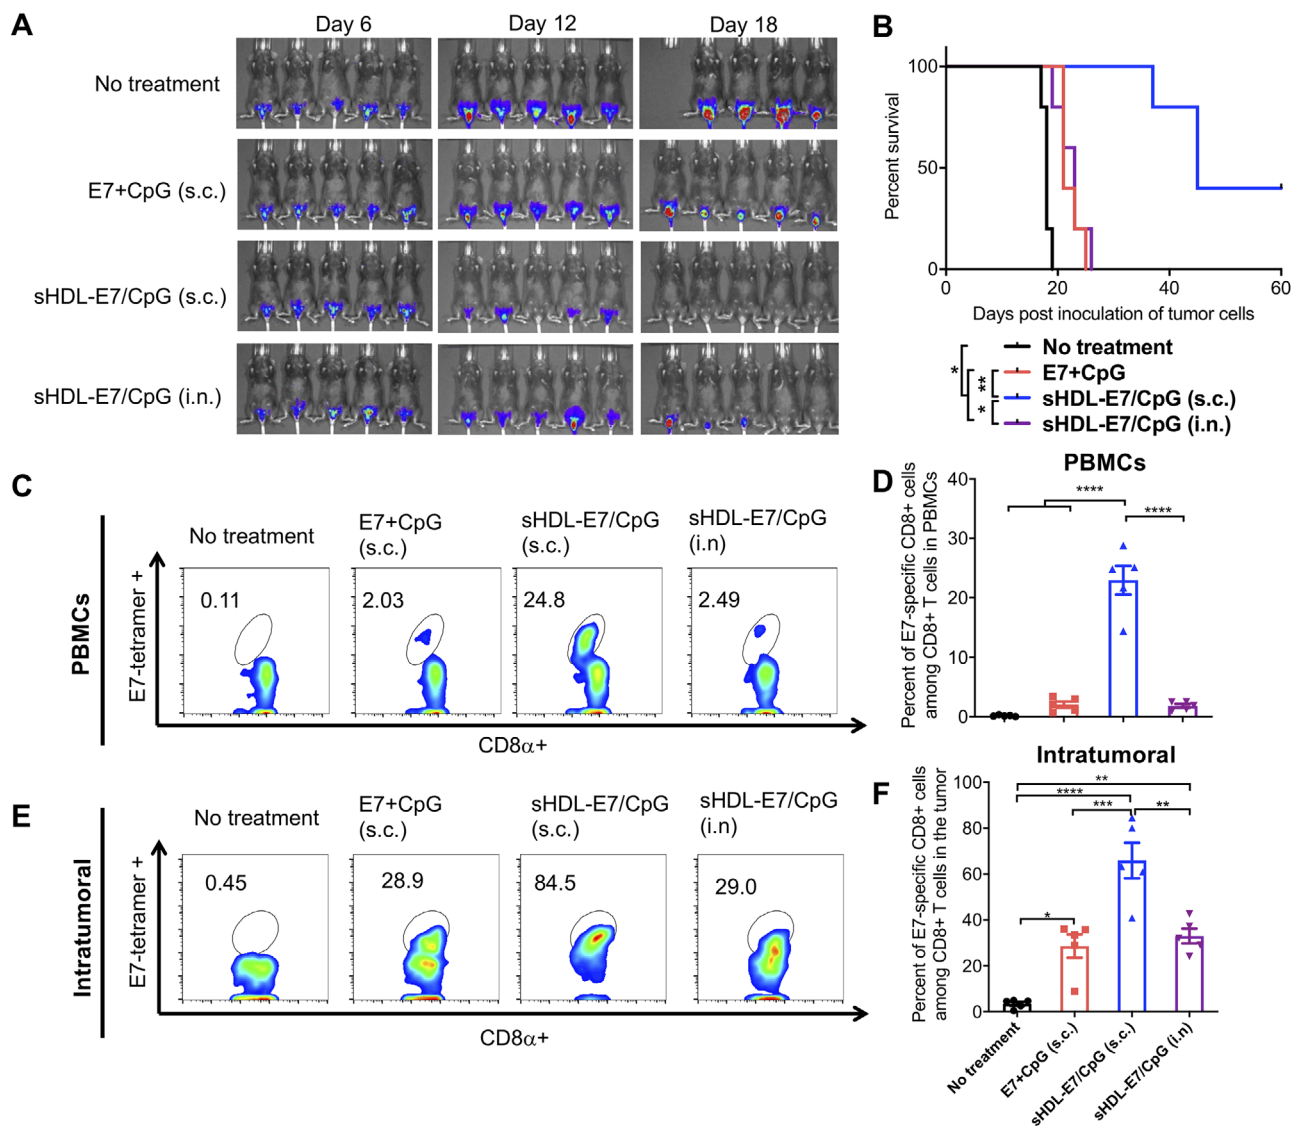 A
Day 6
Day 12
Day 18
No treatment
E7+CpG (s.c.)
sHDL-E7/CpG (s.c.)
sHDL-E7/CpG (i.n.)
B
Percent survival
100
50
0
0
20
40
60
Days post inoculation of tumor cells
No treatment
E7+CpG
sHDL-E7/CpG (s.c.)
sHDL-E7/CpG (i.n.)
*
**
*
C
PBMCs
No treatment
E7+CpG
(s.c.)
sHDL-E7/CpG
(s.c.)
sHDL-E7/CpG
(i.n)
E7-tetramer +
0.11
2.03
24.8
2.49
CD8α+
D
PBMCs
Percent of E7-specific CD8+ cells
among CD8+ T cells in PBMCs
40
30
20
10
0
****
****
E
Intratumoral
No treatment
E7+CpG
(s.c.)
sHDL-E7/CpG
(s.c.)
sHDL-E7/CpG
(i.n)
E7-tetramer +
0.45
28.9
84.5
29.0
CD8α+
F
Intratumoral
Percent of E7-specific CD8+ cells
among CD8+ T cells in the tumor
100
80
60
40
20
0
**
****
***
**
*
No treatment
E7+CpG (s.c.)
sHDL-E7/CpG (s.c.)
sHDL-E7/CpG (i.n)